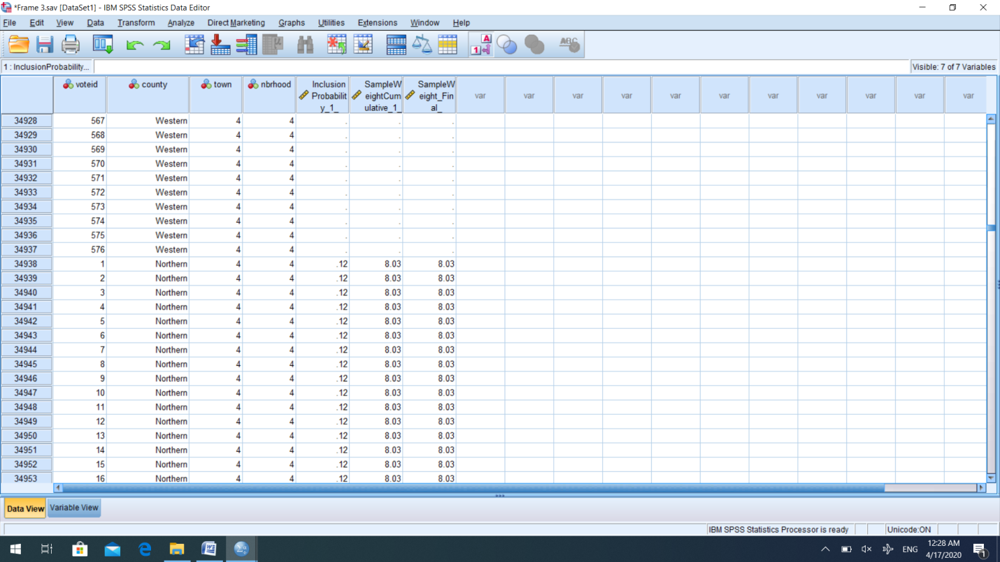 *Frame 3.sav [DataSet1] - IBM SPSS Statistics Data Editor
File Edit View Data Transform Analyze Direct Marketing Graphs Utilities Extensions Window Help
1 : InclusionProbability... Visible: 7 of 7 Variables
voteid county town nbrhood Inclusion Probabilit y_1_ SampleW eightCum ulative_1_ SampleW eight_Fin al_ var var var var var var var var var var var
34928 567 Western 4 4 . . .
34929 568 Western 4 4 . . .
34930 569 Western 4 4 . . .
34931 570 Western 4 4 . . .
34932 571 Western 4 4 . . .
34933 572 Western 4 4 . . .
34934 573 Western 4 4 . . .
34935 574 Western 4 4 . . .
34936 575 Western 4 4 . . .
34937 576 Western 4 4 . . .
34938 1 Northern 4 4 .12 8.03 8.03
34939 2 Northern 4 4 .12 8.03 8.03
34940 3 Northern 4 4 .12 8.03 8.03
34941 4 Northern 4 4 .12 8.03 8.03
34942 5 Northern 4 4 .12 8.03 8.03
34943 6 Northern 4 4 .12 8.03 8.03
34944 7 Northern 4 4 .12 8.03 8.03
34945 8 Northern 4 4 .12 8.03 8.03
34946 9 Northern 4 4 .12 8.03 8.03
34947 10 Northern 4 4 .12 8.03 8.03
34948 11 Northern 4 4 .12 8.03 8.03
34949 12 Northern 4 4 .12 8.03 8.03
34950 13 Northern 4 4 .12 8.03 8.03
34951 14 Northern 4 4 .12 8.03 8.03
34952 15 Northern 4 4 .12 8.03 8.03
34953 16 Northern 4 4 .12 8.03 8.03
Data View Variable View
IBM SPSS Statistics Processor is ready Unicode:ON
ENG 12:28 AM
4/17/2020 1